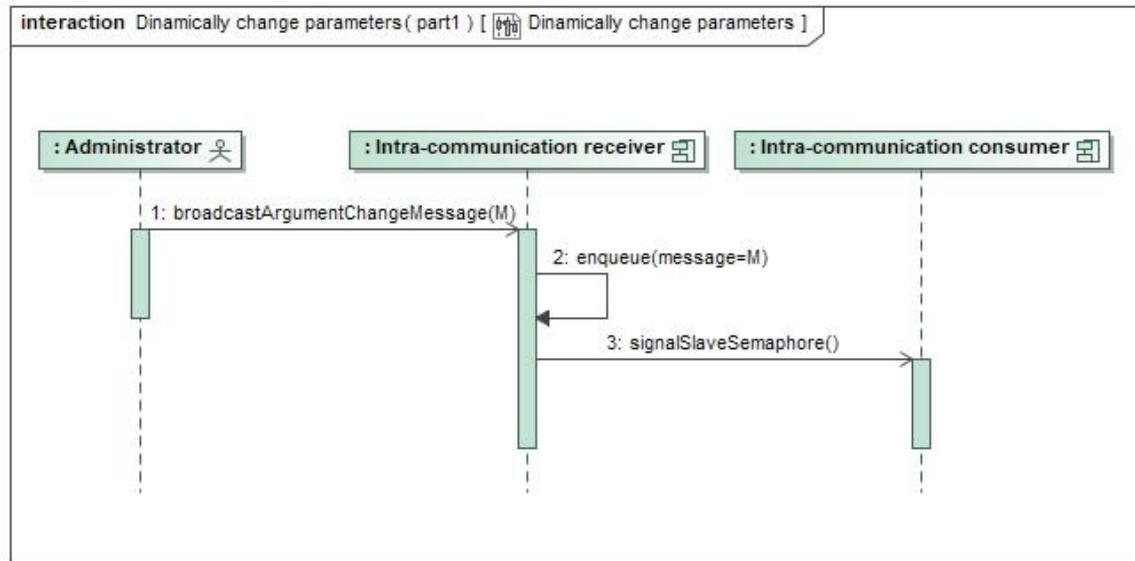 interaction Dinamically change parameters( part1 ) [ Dinamically change parameters ]
: Administrator
: Intra-communication receiver
: Intra-communication consumer
1: broadcastArgumentChangeMessage(M)
2: enqueue(message=M)
3: signalSlaveSemaphore()